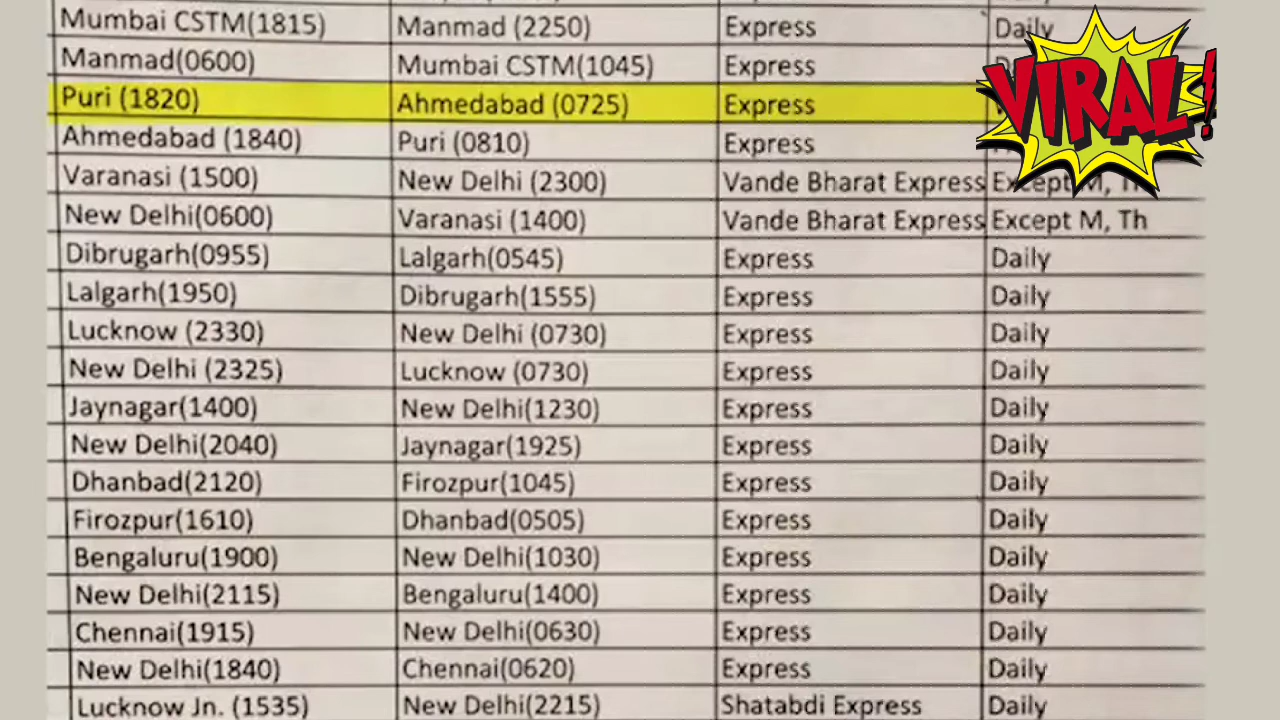 Mumbai CSTM(1815) Manmad (2250) Express Daily
Manmad(0600) Mumbai CSTM(1045) Express
Puri (1820) Ahmedabad (0725) Express
Ahmedabad (1840) Puri (0810) Express
Varanasi (1500) New Delhi (2300) Vande Bharat Express Except M, Th
New Delhi(0600) Varanasi (1400) Vande Bharat Express Except M, Th
Dibrugarh(0955) Lalgarh(0545) Express Daily
Lalgarh(1950) Dibrugarh(1555) Express Daily
Lucknow (2330) New Delhi (0730) Express Daily
New Delhi (2325) Lucknow (0730) Express Daily
Jaynagar(1400) New Delhi(1230) Express Daily
New Delhi(2040) Jaynagar(1925) Express Daily
Dhanbad(2120) Firozpur(1045) Express Daily
Firozpur(1610) Dhanbad(0505) Express Daily
Bengaluru(1900) New Delhi(1030) Express Daily
New Delhi(2115) Bengaluru(1400) Express Daily
Chennai(1915) New Delhi(0630) Express Daily
New Delhi(1840) Chennai(0620) Express Daily
Lucknow Jn. (1535) New Delhi(2215) Shatabdi Express Daily
VIRAL!